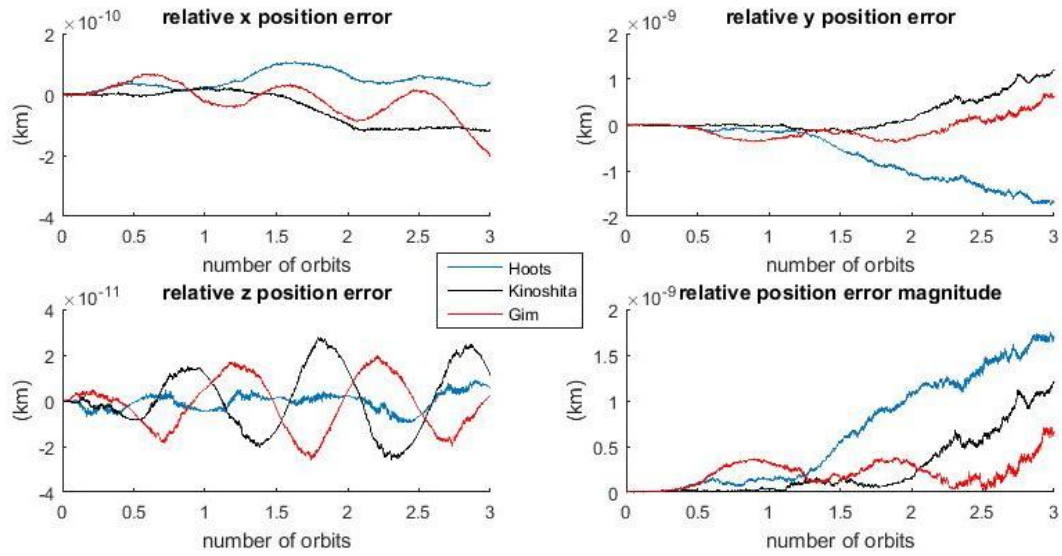 ×10⁻¹⁰ relative x position error
2
0
-2
-4
(km)
0 0.5 1 1.5 2 2.5 3
number of orbits
×10⁻⁹ relative y position error
2
1
0
-1
-2
(km)
0 0.5 1 1.5 2 2.5 3
number of orbits
Hoots
Kinoshita
Gim
×10⁻¹¹ relative z position error
4
2
0
-2
-4
(km)
0 0.5 1 1.5 2 2.5 3
number of orbits
×10⁻⁹ relative position error magnitude
2
1.5
1
0.5
0
(km)
0 0.5 1 1.5 2 2.5 3
number of orbits